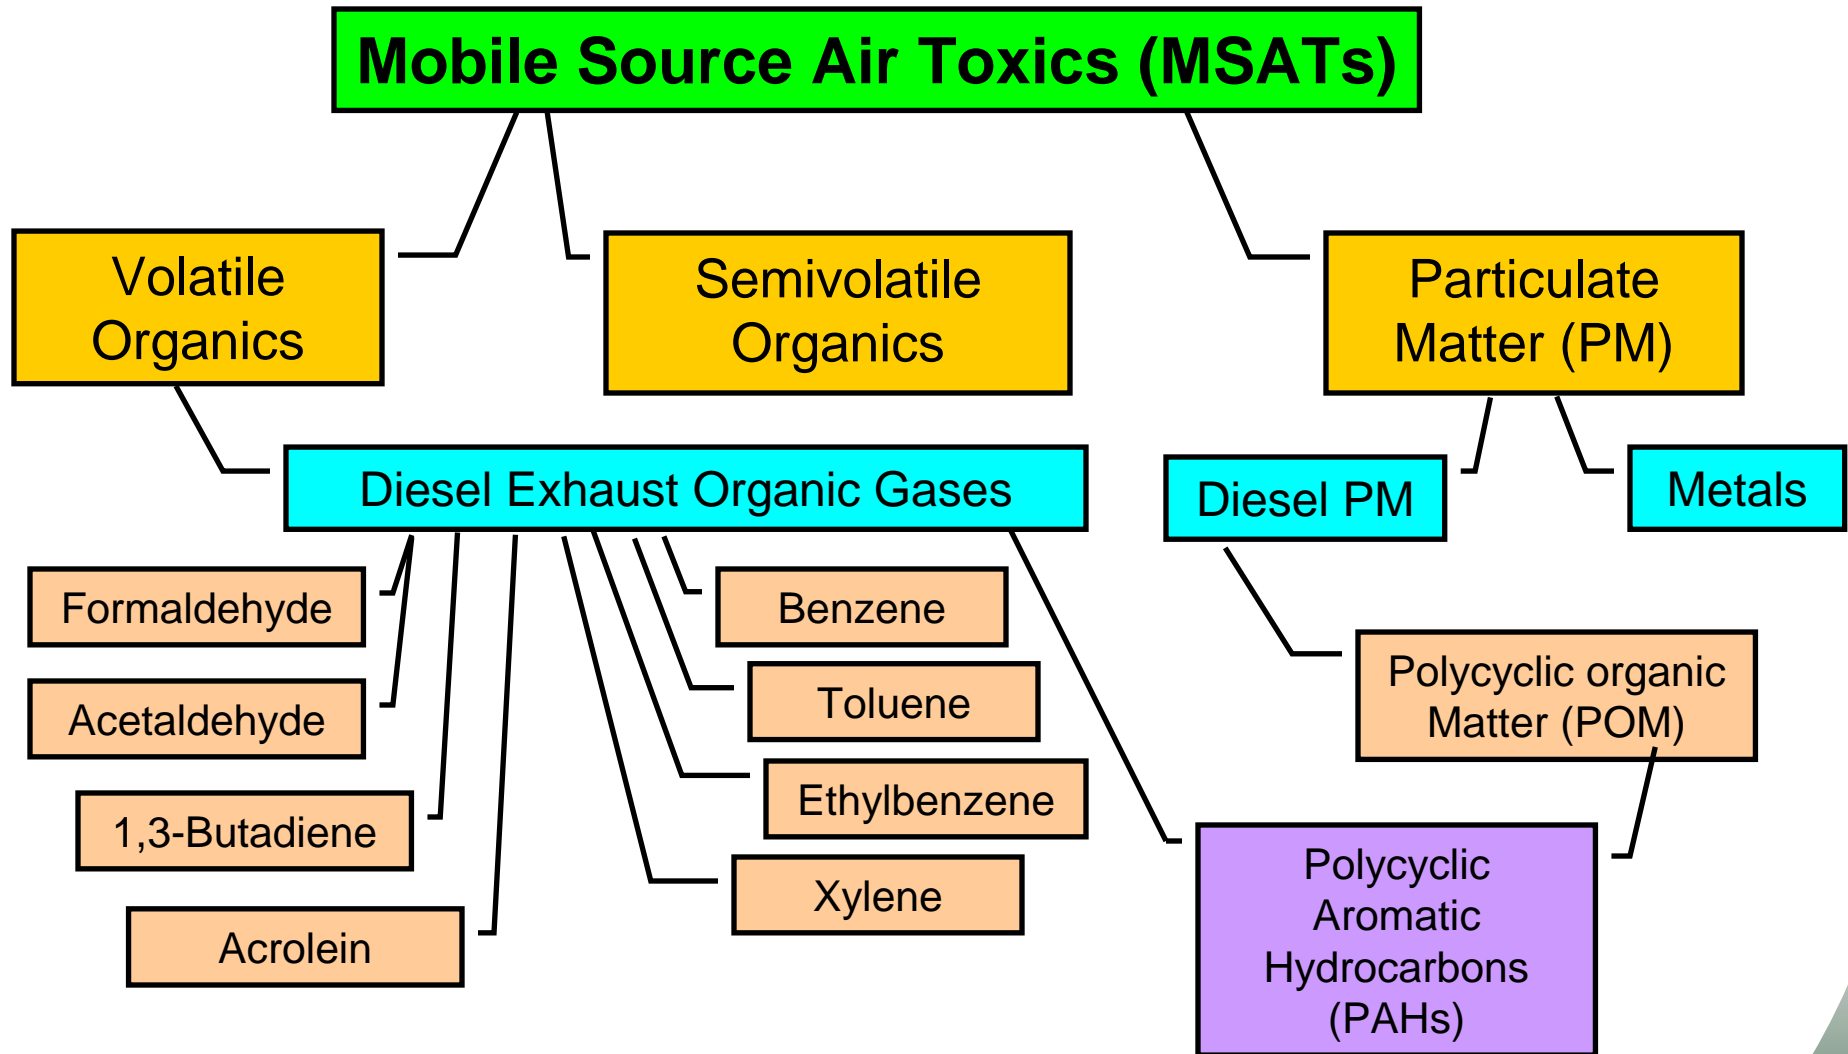 Mobile Source Air Toxics (MSATs)
Volatile
Organics
Semivolatile
Organics
Particulate
Matter (PM)
Diesel Exhaust Organic Gases
Diesel PM
Metals
Formaldehyde
Acetaldehyde
1,3-Butadiene
Acrolein
Benzene
Toluene
Ethylbenzene
Xylene
Polycyclic organic
Matter (POM)
Polycyclic
Aromatic
Hydrocarbons
(PAHs)